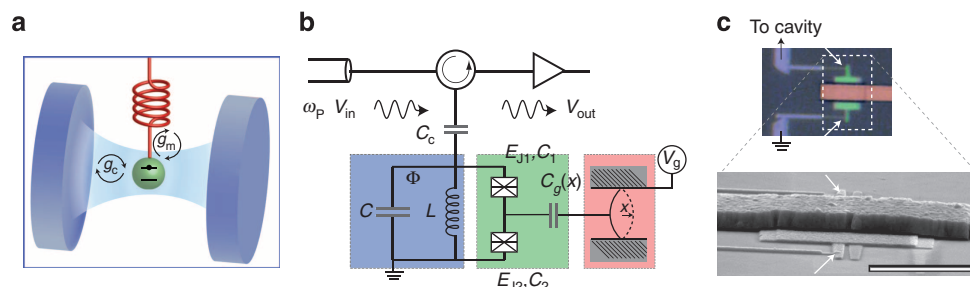 a
g_m
g_c
b
ω_P V_in
V_out
C_c
Φ
C
L
E_J1, C_1
C_g(x)
V_g
x
E_J2, C_2
c
To cavity